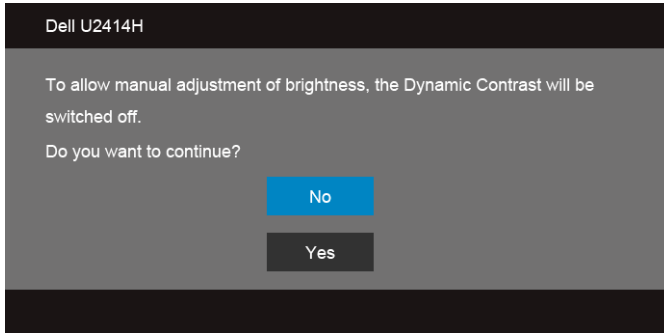 Dell U2414H
To allow manual adjustment of brightness, the Dynamic Contrast will be
switched off.
Do you want to continue?
No
Yes